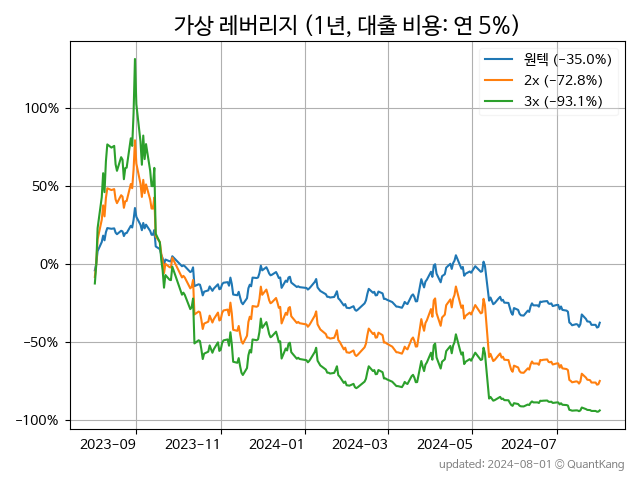 가상 레버리지 (1년, 대출 비용: 연 5%)
원텍 (−35.0%)
2x (−72.8%)
3x (−93.1%)
100%
50%
0%
−50%
−100%
2023-09
2023-11
2024-01
2024-03
2024-05
2024-07
updated: 2024-08-01 © QuantKang